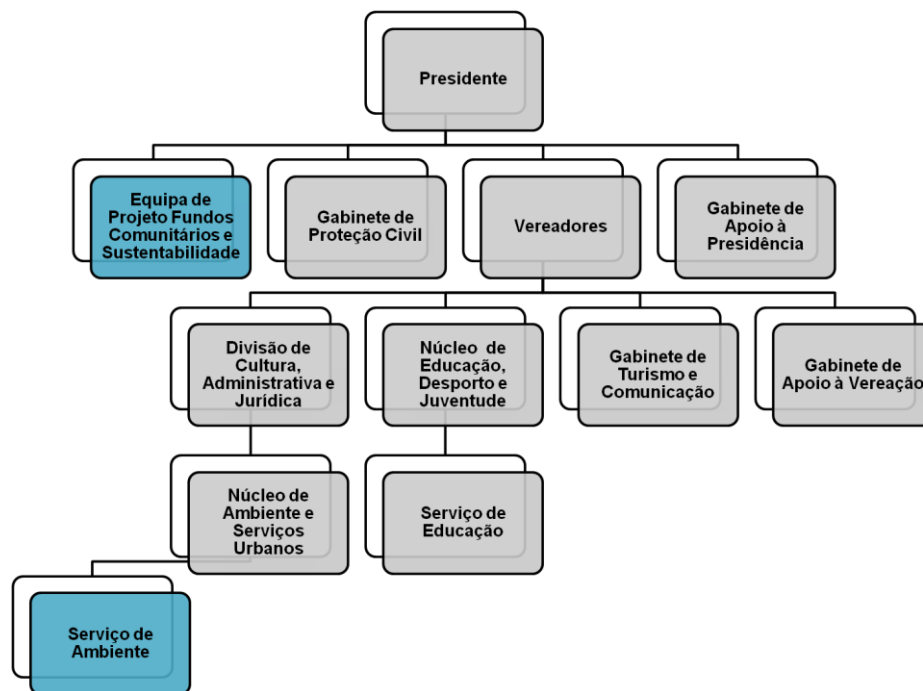 Presidente
Equipa de
Projeto Fundos
Comunitários e
Sustentabilidade
Gabinete de
Proteção Civil
Vereadores
Gabinete de
Apoio à
Presidência
Divisão de
Cultura,
Administrativa e
Jurídica
Núcleo de
Educação,
Desporto e
Juventude
Gabinete de
Turismo e
Comunicação
Gabinete de
Apoio à Vereação
Núcleo de
Ambiente e
Serviços
Urbanos
Serviço de
Educação
Serviço de
Ambiente